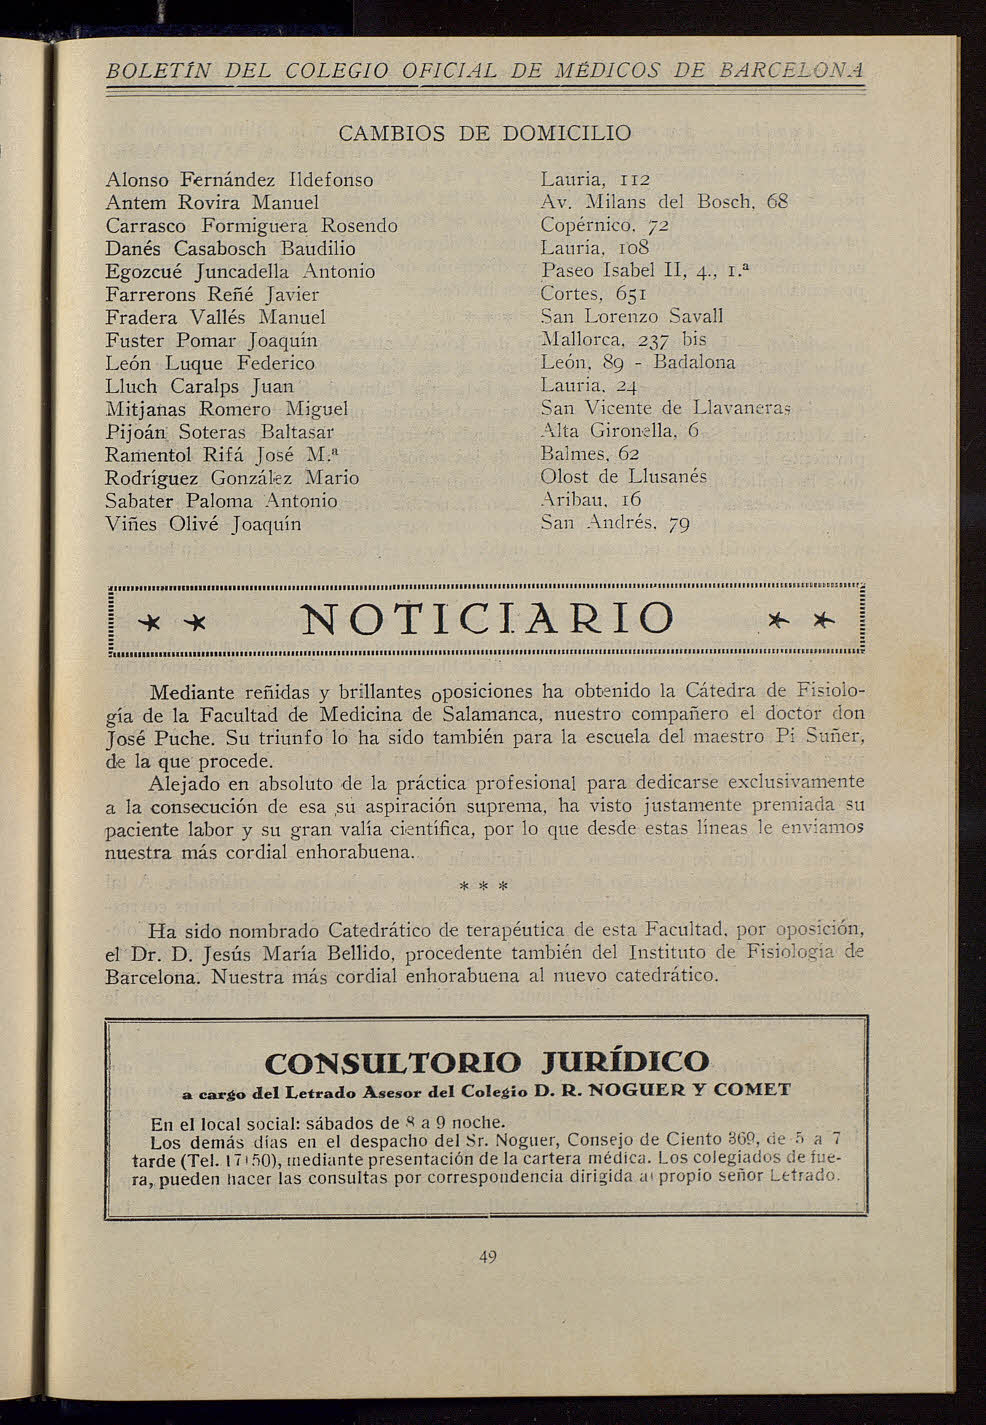 BOLETÍN DEL COLEGIO OFICIAL DE MÉDICOS DE BARCELONA
CAMBIOS DE DOMICILIO
Alonso Fernández Ildefonso Lauria, 112
Antem Rovira Manuel Av. Milans del Bosch, 68
Carrasco Formiguera Rosendo Copérnico, 72
Danés Casabosch Baudilio Lauria, 108
Egozcué Juncadella Antonio Paseo Isabel II, 4., 1.ª
Farrerons Reñé Javier Cortes, 651
Fradera Vallés Manuel San Lorenzo Savall
Fuster Pomar Joaquín Mallorca, 237 bis
León Luque Federico León, 89 - Badalona
Lluch Caralps Juan Lauria, 24
Mitjanas Romero Miguel San Vicente de Llavaneras
Pijoán Soteras Baltasar Alta Gironella, 6
Ramentol Rifá José M.ª Balmes, 62
Rodríguez González Mario Olost de Llusanés
Sabater Paloma Antonio Aribau, 16
Viñes Olivé Joaquín San Andrés, 79
NOTICIARIO
Mediante reñidas y brillantes oposiciones ha obtenido la Cátedra de Fisiolo-
gía de la Facultad de Medicina de Salamanca, nuestro compañero el doctor don
José Puche. Su triunfo lo ha sido también para la escuela del maestro Pi Suñer,
de la que procede.
Alejado en absoluto de la práctica profesional para dedicarse exclusivamente
a la consecución de esa su aspiración suprema, ha visto justamente premiada su
paciente labor y su gran valía científica, por lo que desde estas líneas le enviamos
nuestra más cordial enhorabuena.
* * *
Ha sido nombrado Catedrático de terapéutica de esta Facultad, por oposición,
el Dr. D. Jesús María Bellido, procedente también del Instituto de Fisiología de
Barcelona. Nuestra más cordial enhorabuena al nuevo catedrático.
CONSULTORIO JURÍDICO
a cargo del Letrado Asesor del Colegio D. R. NOGUER Y COMET
En el local social: sábados de 8 a 9 noche.
Los demás días en el despacho del Sr. Noguer, Consejo de Ciento 369, de 5 a 7
tarde (Tel. mediante presentación de la cartera médica. Los colegiados de fue-
ra, pueden hacer las consultas por correspondencia dirigida al propio señor Letrado.
49